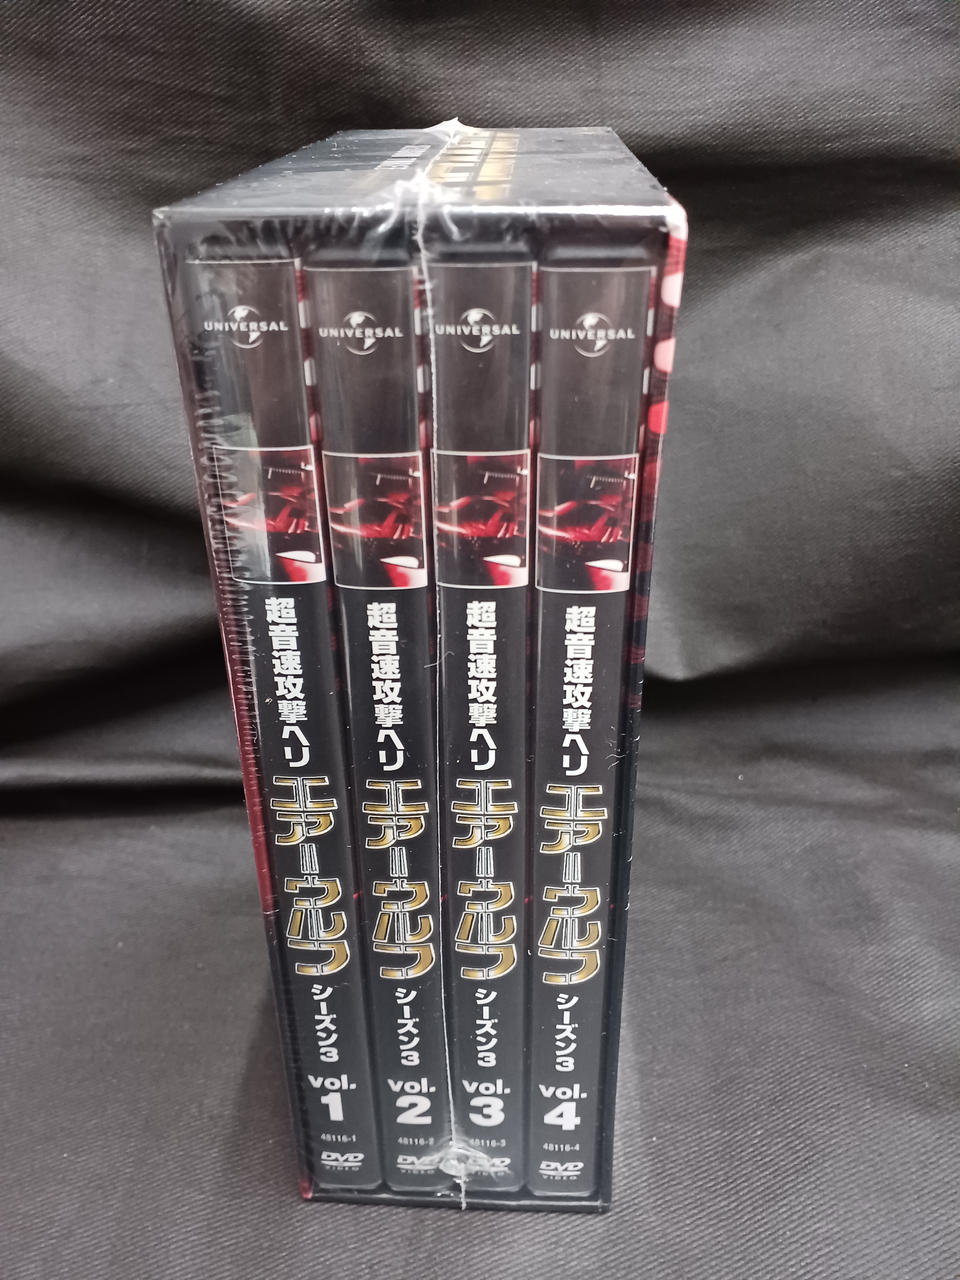 UNIVERSAL
超音速攻撃ヘリ
エアーウルフ
シーズン3
vol.
1
48116-1
DVD
VIDEO
UNIVERSAL
超音速攻撃ヘリ
エアーウルフ
シーズン3
vol.
2
48116-2
DVD
VIDEO
UNIVERSAL
超音速攻撃ヘリ
エアーウルフ
シーズン3
vol.
3
48116-3
DVD
VIDEO
UNIVERSAL
超音速攻撃ヘリ
エアーウルフ
シーズン3
vol.
4
48116-4
DVD
VIDEO